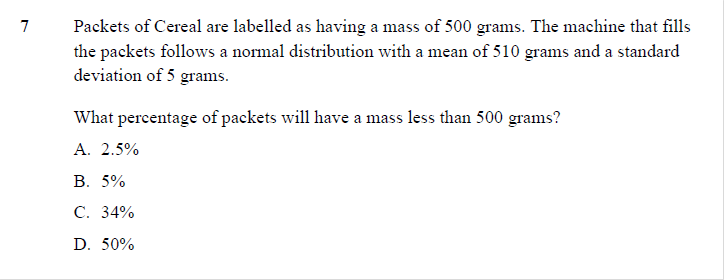 7 Packets of Cereal are labelled as having a mass of 500 grams. The machine that fills
the packets follows a normal distribution with a mean of 510 grams and a standard
deviation of 5 grams.
What percentage of packets will have a mass less than 500 grams?
A. 2.5%
B. 5%
C. 34%
D. 50%